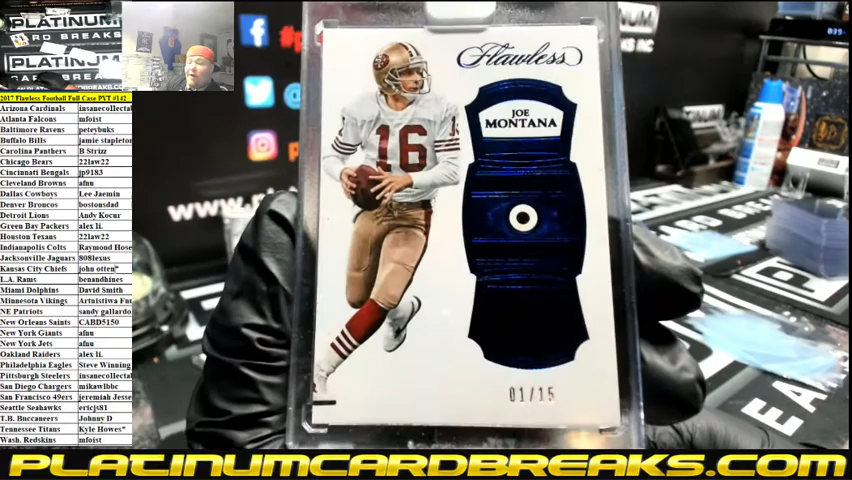 PLATINUM
CARD BREAKS
PLATINUM
CARD BREAKS
2017 Flawless Football Full Case PYT #142
Arizona Cardinals insanecollecta
Atlanta Falcons mfoist
Baltimore Ravens peteybuks
Buffalo Bills jamie stapleton
Carolina Panthers B Strizz
Chicago Bears 22law22
Cincinnati Bengals jp9183
Cleveland Browns afnu
Dallas Cowboys Lee Jaemin
Denver Broncos bostonsdad
Detroit Lions Andy Kocur
Green Bay Packers alex li.
Houston Texans 22law22
Indianapolis Colts Raymond Hose
Jacksonville Jaguars 808lexus
Kansas City Chiefs john otten*
L.A. Rams benandhines
Miami Dolphins David Smith
Minnesota Vikings Artnistiwa Fu
NE Patriots sandy gallardo
New Orleans Saints CABD5150
New York Giants afnu
New York Jets afnu
Oakland Raiders alex li.
Philadelphia Eagles Steve Winning
Pittsburgh Steelers insanecollecta
San Diego Chargers mikawlbbc
San Francisco 49ers jeremiah Jesse
Seattle Seahawks ericjs81
T.B. Buccaneers Johnny D
Tennessee Titans Kyle Howes*
Wash. Redskins mfoist
Flawless
JOE
MONTANA
16
01/15
www
PLATINUMCARDBREAKS.COM